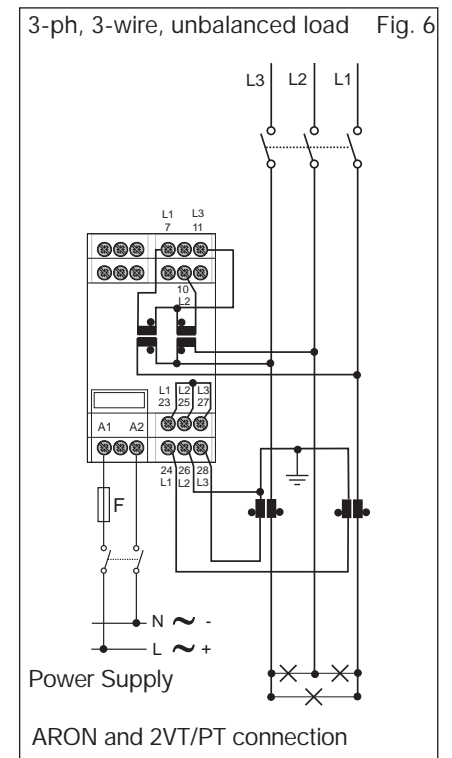 3-ph, 3-wire, unbalanced load Fig. 6
L3 L2 L1
L1 L3
7 11
10
L2
L1 L2 L3
23 25 27
A1 A2
24 26 28
L1 L2 L3
F
N ~ -
L ~ +
Power Supply
ARON and 2VT/PT connection